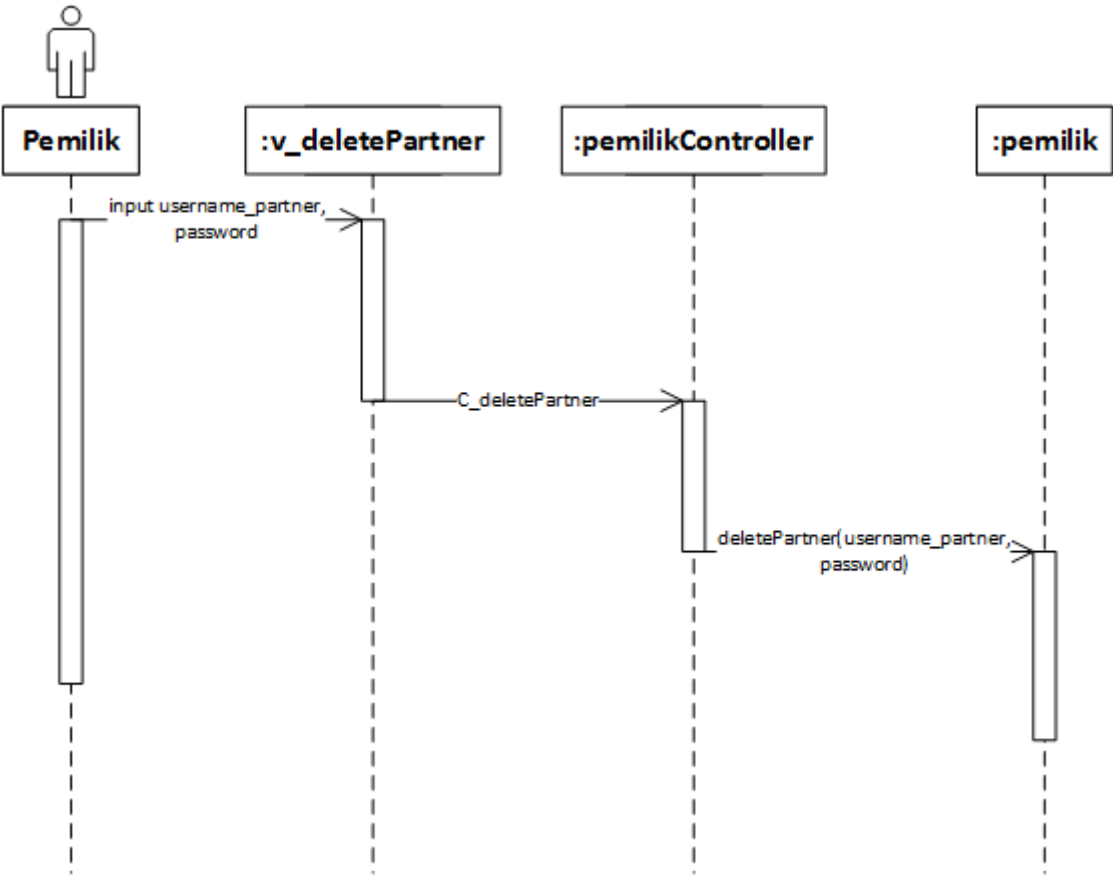 Pemilik
:v_deletePartner
:pemilikController
:pemilik
input username_partner,
password
C_deletePartner
deletePartner(username_partner,
password)